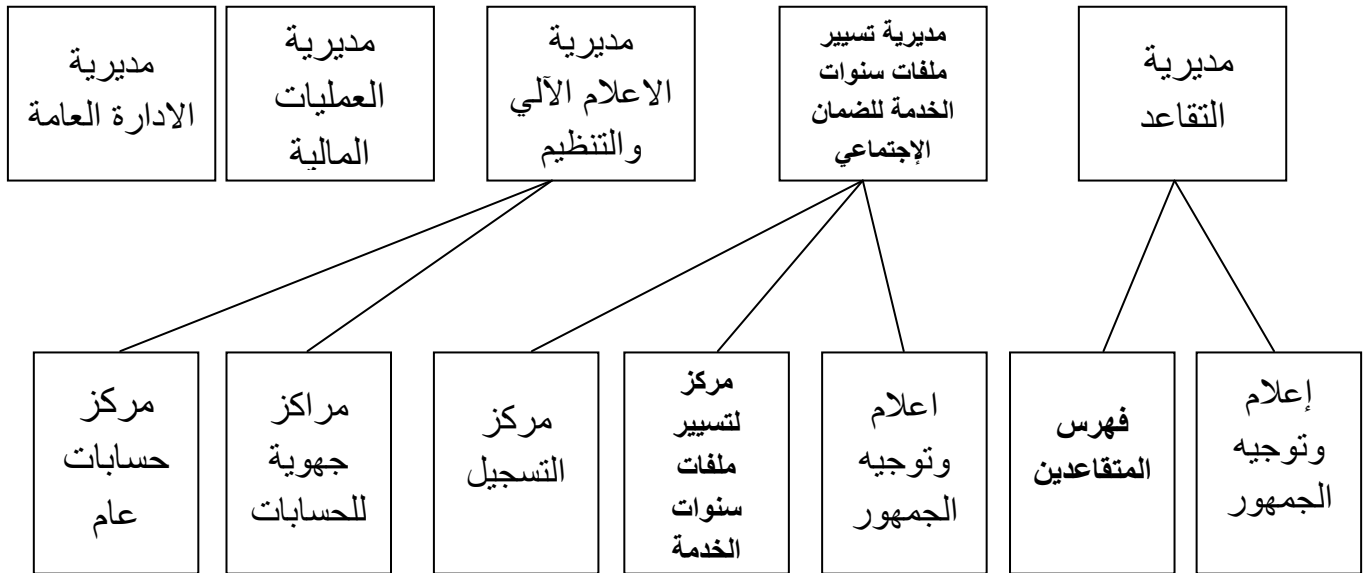 مديرية
التقاعد
مديرية تسيير
ملفات سنوات
الخدمة للضمان
الإجتماعي
مديرية
الاعلام الآلي
والتنظيم
مديرية
العمليات
المالية
مديرية
الادارة العامة
إعلام
وتوجيه
الجمهور
فهرس
المتقاعدين
اعلام
وتوجيه
الجمهور
مركز
لتسيير
ملفات
سنوات
الخدمة
مركز
التسجيل
مراكز
جهوية
للحسابات
مركز
حسابات
عام